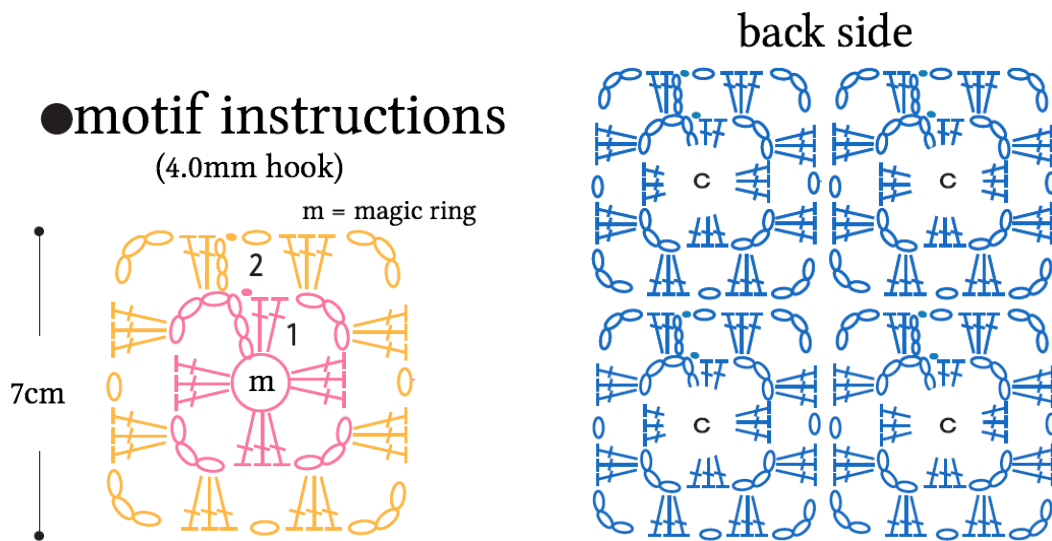 motif instructions
(4.0mm hook)
m = magic ring
2
1
m
7cm
back side
c
c
c
c